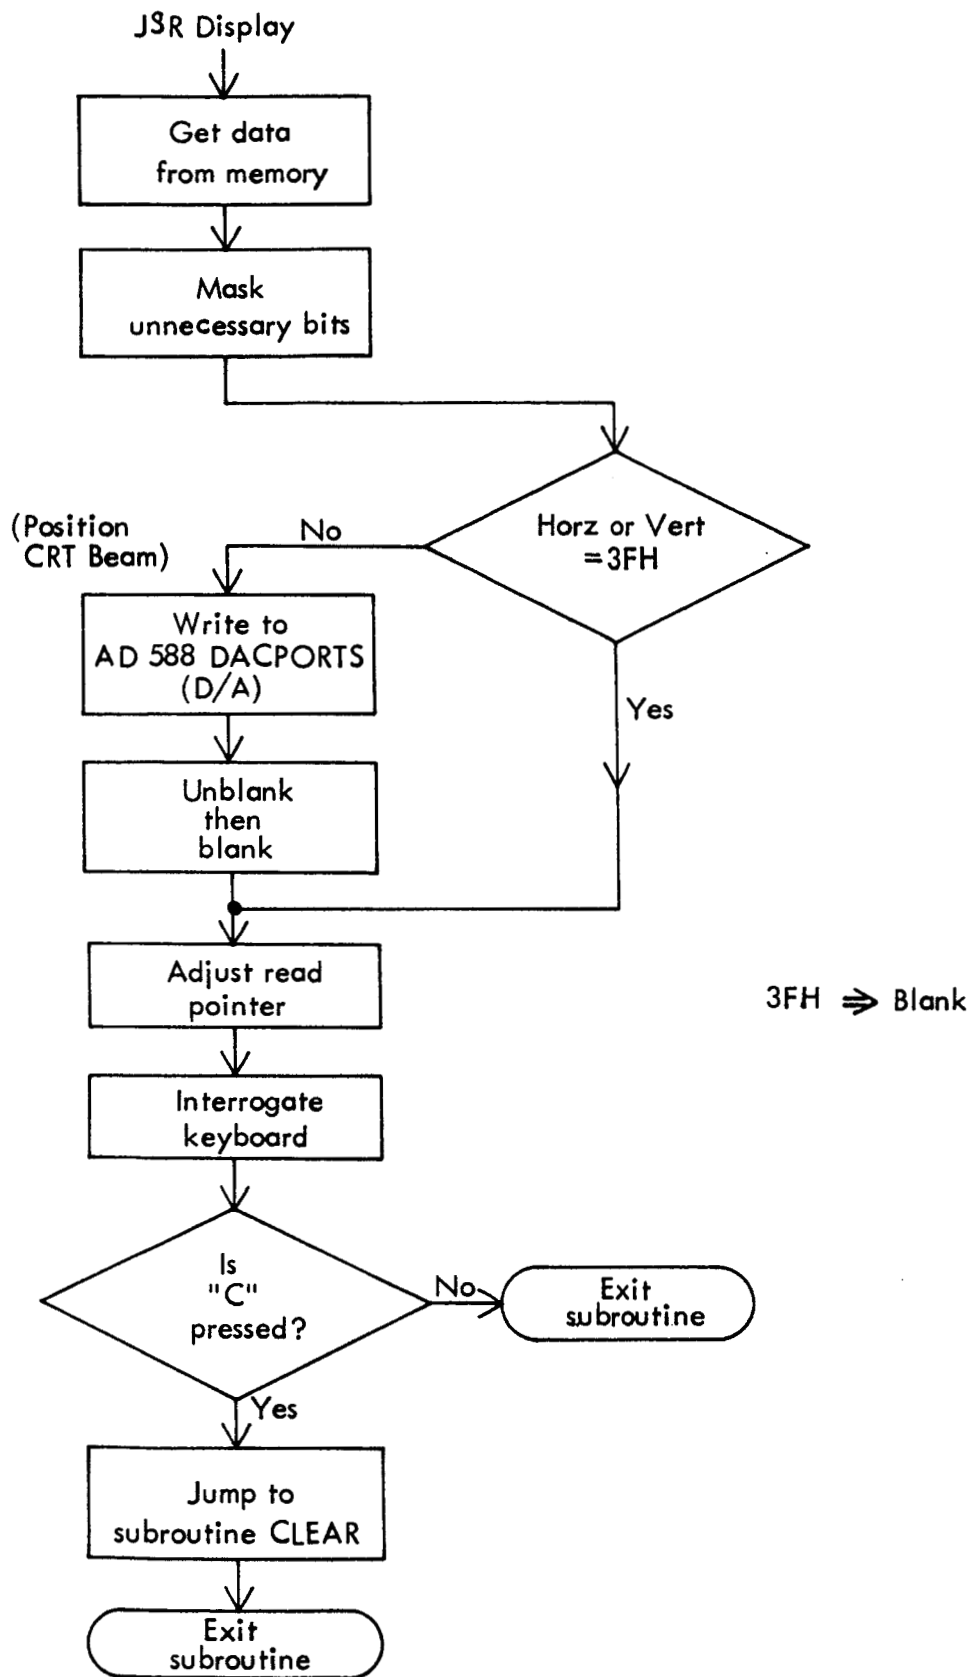 JSR Display
Get data
from memory
Mask
unnecessary bits
Horz or Vert
=3FH
No
(Position
CRT Beam)
Write to
AD 588 DACPORTS
(D/A)
Yes
Unblank
then
blank
Adjust read
pointer
3FH ⇒ Blank
Interrogate
keyboard
Is
"C"
pressed?
No
Exit
subroutine
Yes
Jump to
subroutine CLEAR
Exit
subroutine